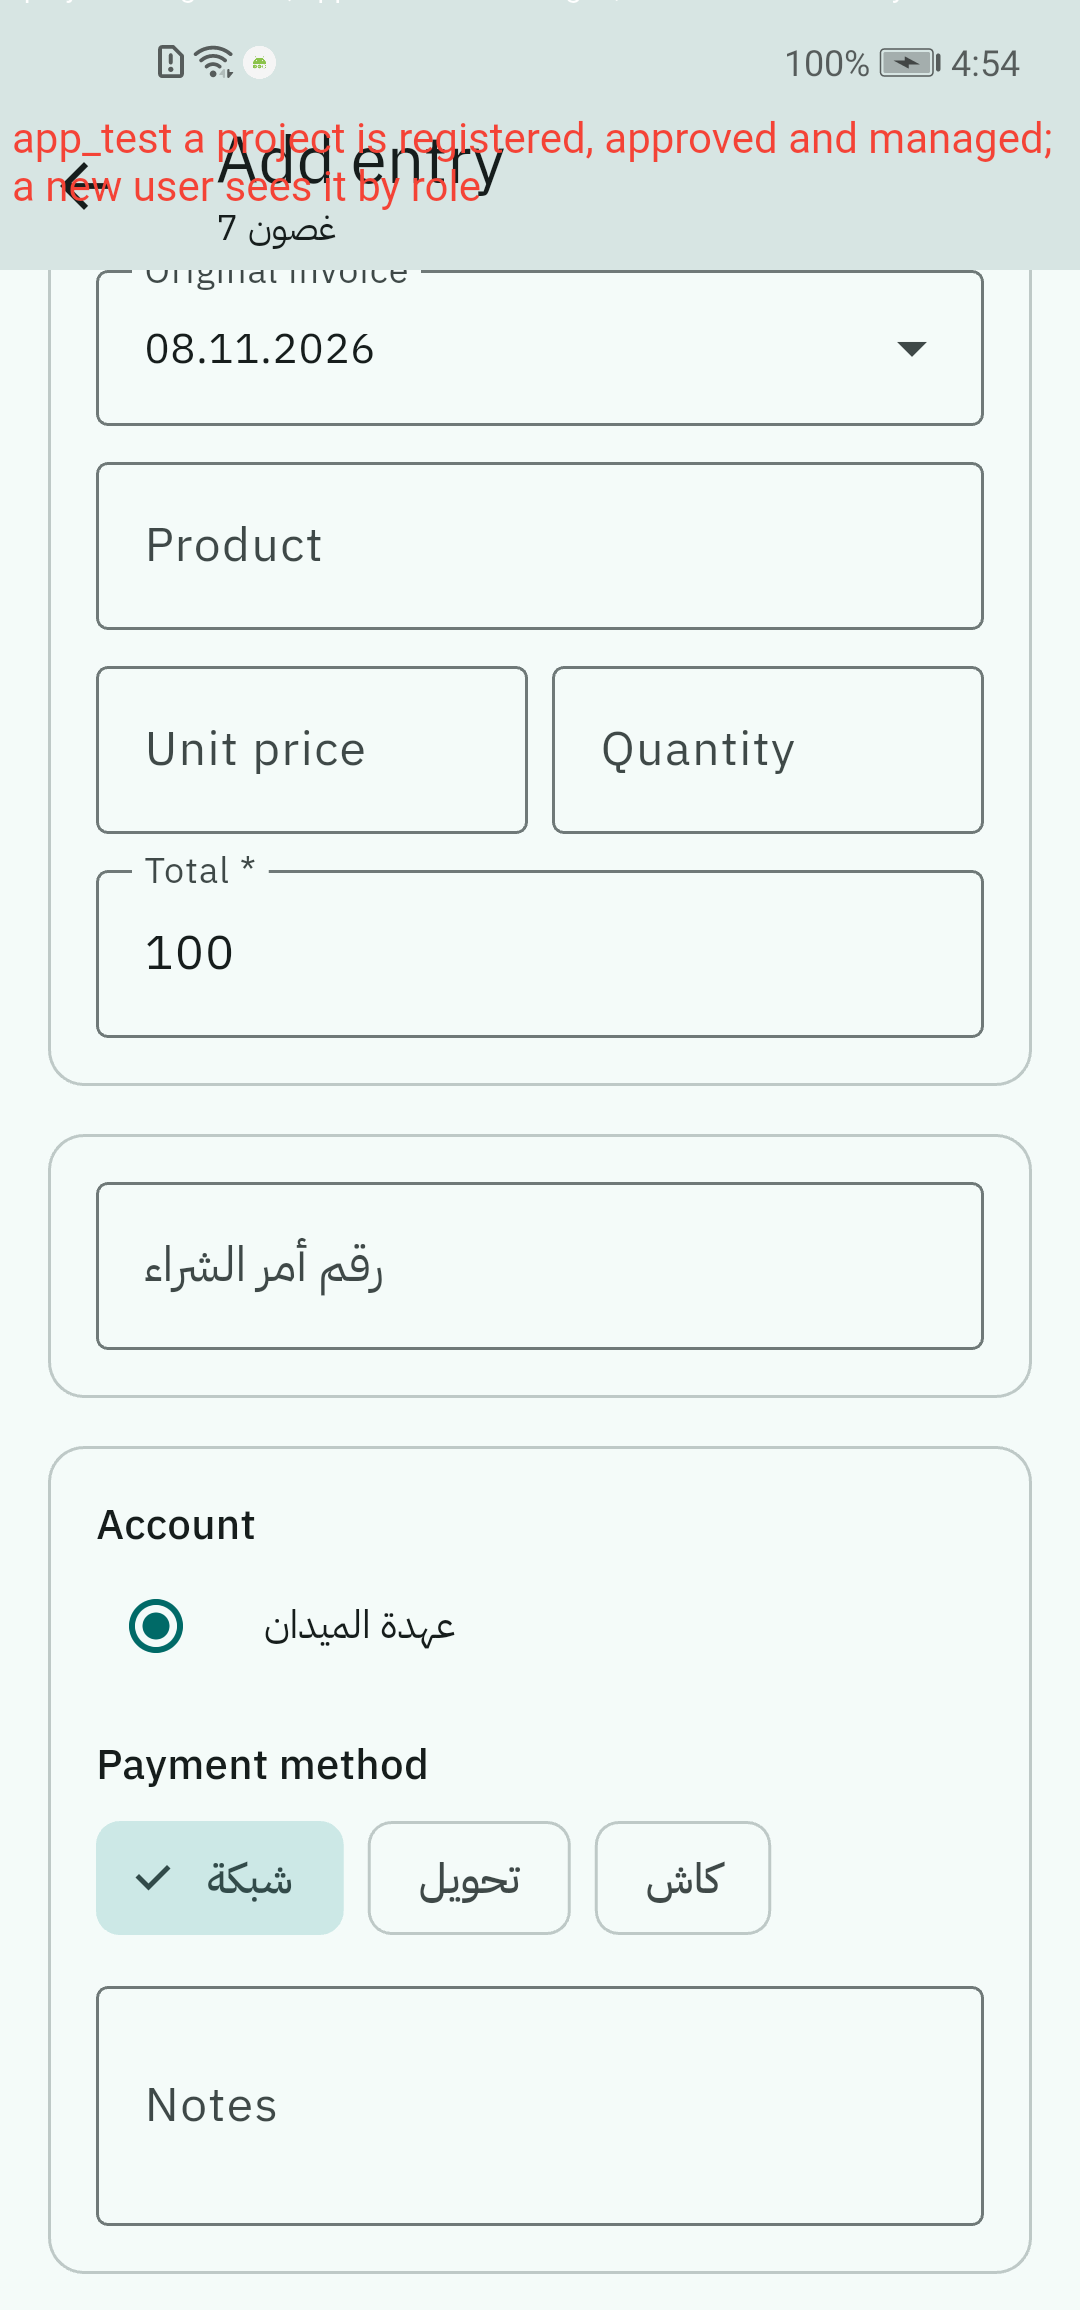 100% 4:54
app_test a project is registered, approved and managed;
a new user sees it by role
Add entry
غصون 7
Original invoice
08.11.2026
Product
Unit price
Quantity
Total *
100
رقم أمر الشراء
Account
عهدة الميدان
Payment method
شبكة
تحويل
كاش
Notes